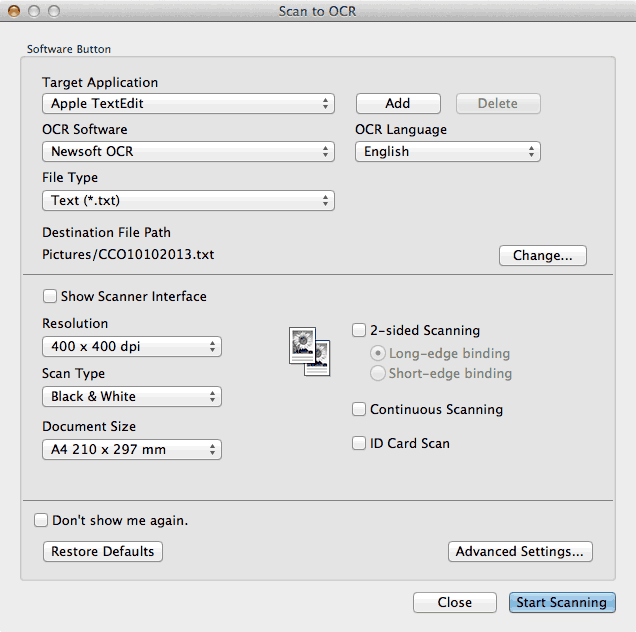 Scan to OCR
Software Button
Target Application
Apple TextEdit Add Delete
OCR Software OCR Language
Newsoft OCR English
File Type
Text (*.txt)
Destination File Path
Pictures/CCO10102013.txt Change...
Show Scanner Interface
Resolution 2-sided Scanning
400 x 400 dpi Long-edge binding
Scan Type Short-edge binding
Black & White
Continuous Scanning
Document Size
A4 210 x 297 mm ID Card Scan
Don't show me again.
Restore Defaults Advanced Settings...
Close Start Scanning